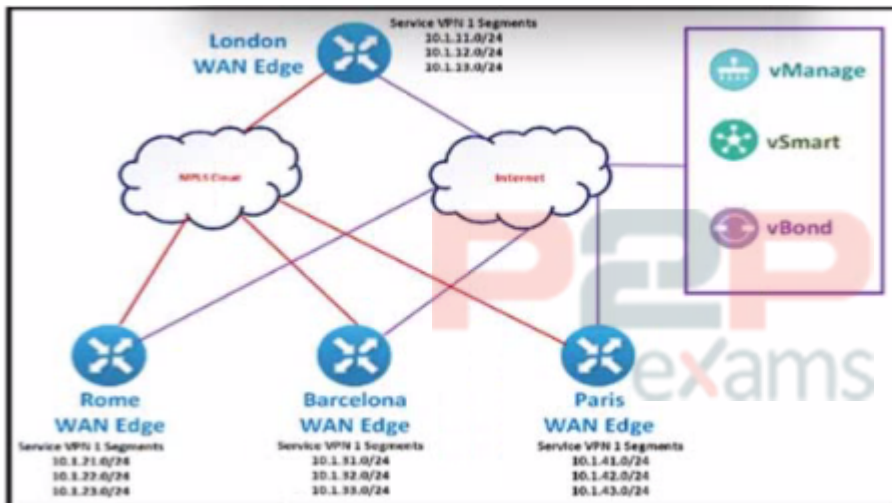 Service VPN 1 Segments
10.1.11.0/24
10.1.12.0/24
10.1.13.0/24
London
WAN Edge
vManage
vSmart
vBond
MPLS Cloud
Internet
P2P
exams
Rome
WAN Edge
Service VPN 1 Segments
10.1.21.0/24
10.1.22.0/24
10.1.23.0/24
Barcelona
WAN Edge
Service VPN 1 Segments
10.1.31.0/24
10.1.32.0/24
10.1.33.0/24
Paris
WAN Edge
Service VPN 1 Segments
10.1.41.0/24
10.1.42.0/24
10.1.43.0/24